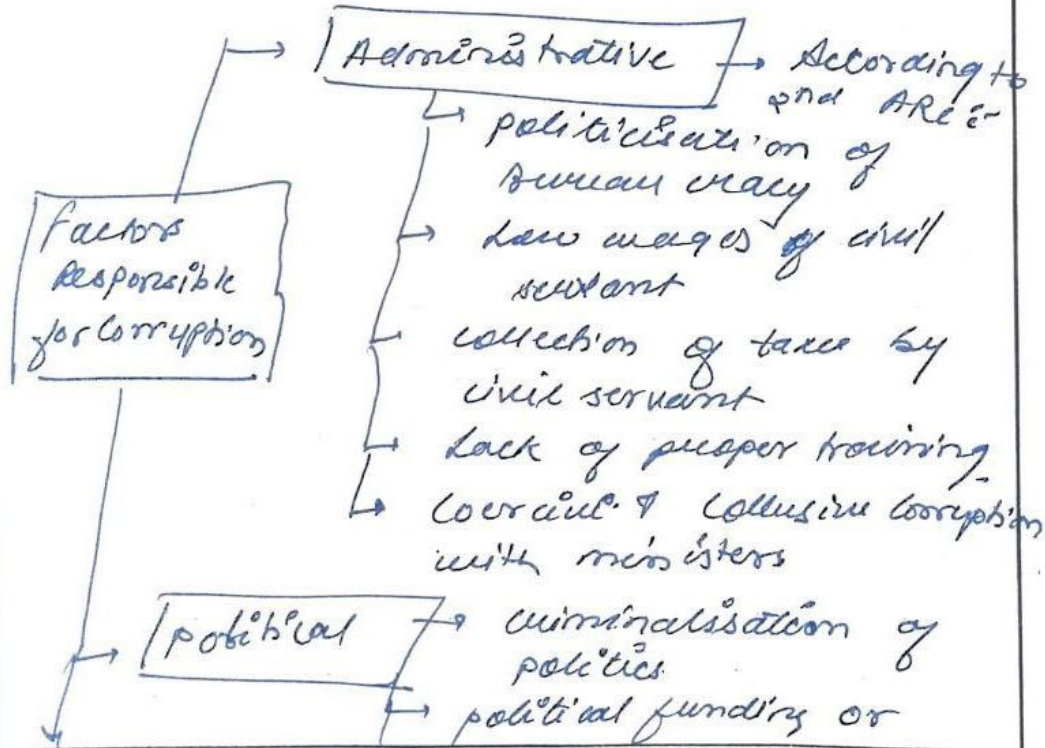 Administrative → According to
2nd ARC :-
→ politicisation of
Bureaucracy
→ Low wages of civil
servant
→ collection of taxes by
civil servant
→ Lack of proper training
→ Coercive & Collusive Corruption
with ministers
Factors
Responsible
for Corruption
Political → criminalisation of
politics
→ political funding or